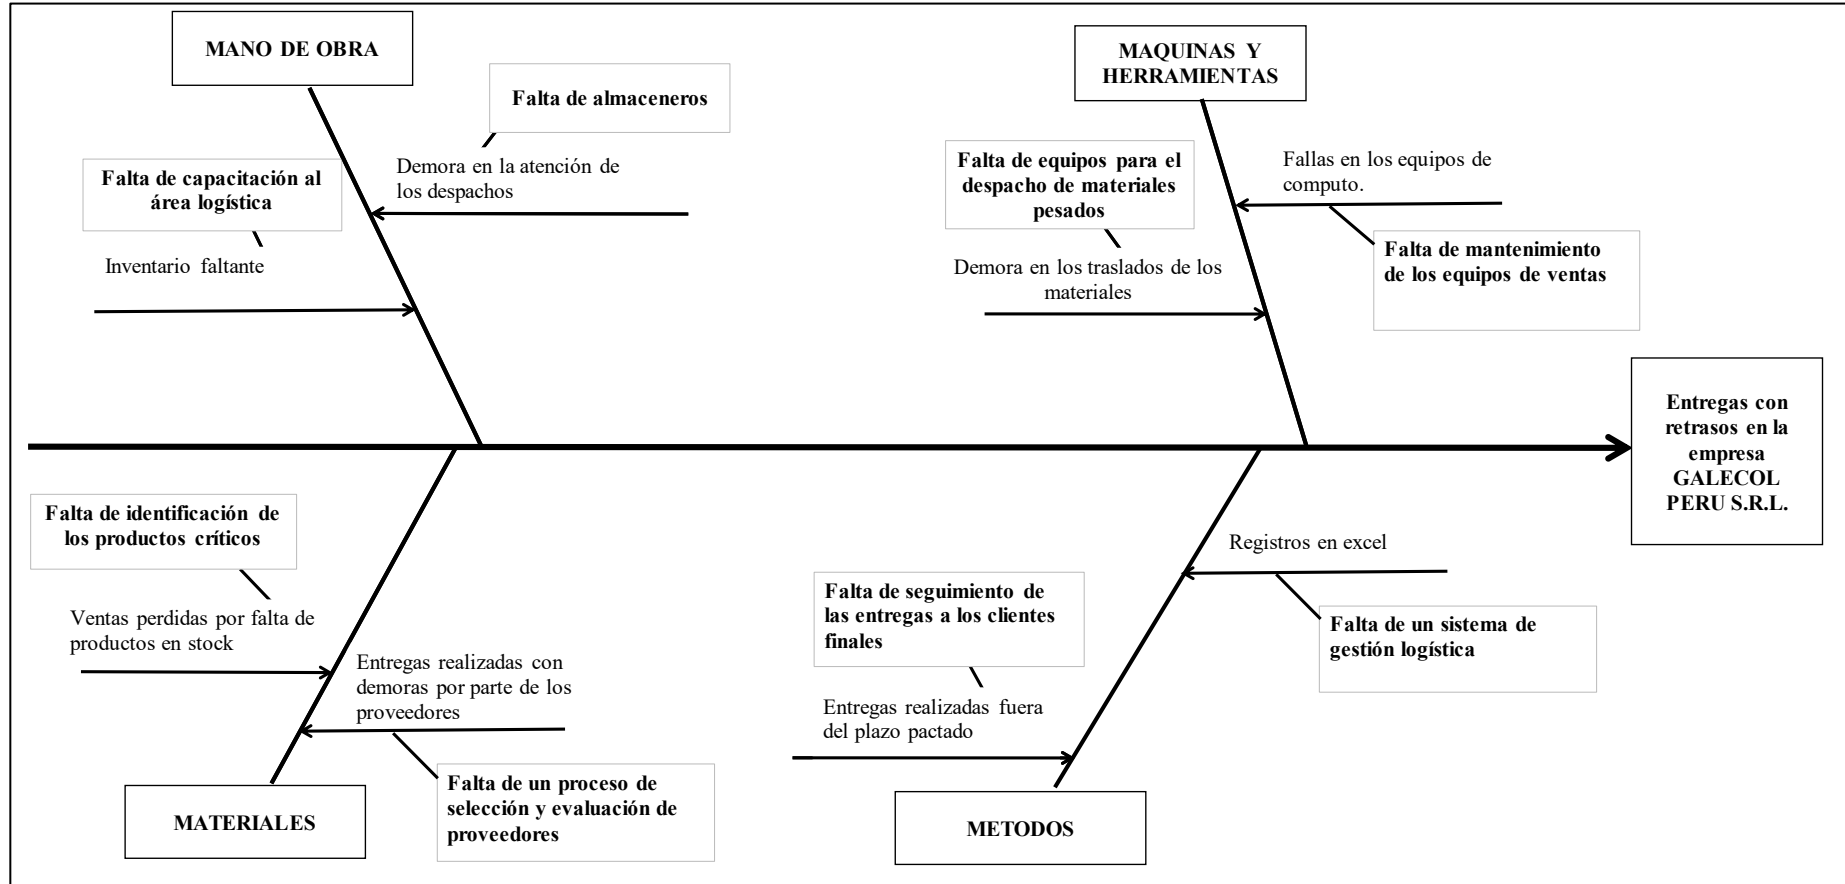 MANO DE OBRA
Falta de almaceneros
Demora en la atención de
los despachos
Falta de capacitación al
área logística
Inventario faltante
MAQUINAS Y
HERRAMIENTAS
Falta de equipos para el
despacho de materiales
pesados
Demora en los traslados de los
materiales
Fallas en los equipos de
computo.
Falta de mantenimiento
de los equipos de ventas
Entregas con
retrasos en la
empresa
GALECOL
PERU S.R.L.
Falta de identificación de
los productos críticos
Ventas perdidas por falta de
productos en stock
Entregas realizadas con
demoras por parte de los
proveedores
Falta de un proceso de
selección y evaluación de
proveedores
MATERIALES
Falta de seguimiento de
las entregas a los clientes
finales
Entregas realizadas fuera
del plazo pactado
Registros en excel
Falta de un sistema de
gestión logística
METODOS